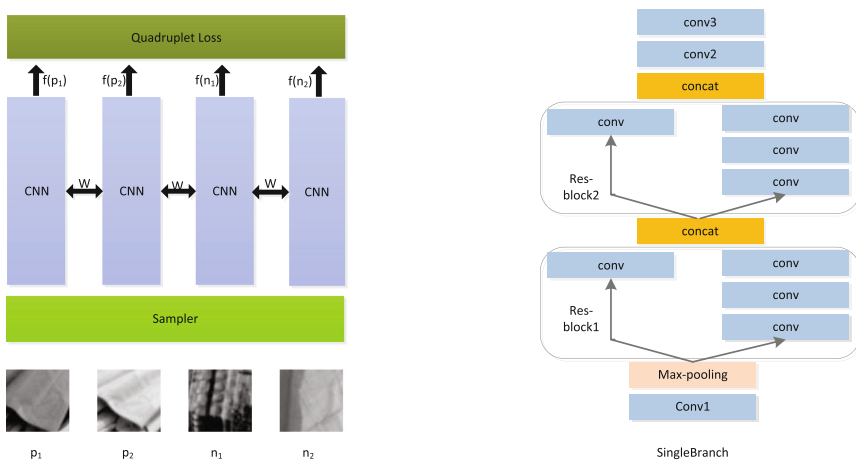 Quadruplet Loss
f(p₁) f(p₂) f(n₁) f(n₂)
CNN W CNN W CNN W CNN
Sampler
p₁ p₂ n₁ n₂
conv3
conv2
concat
conv conv
conv
Res-
block2
conv
concat
conv conv
conv
Res-
block1
conv
Max-pooling
Conv1
SingleBranch